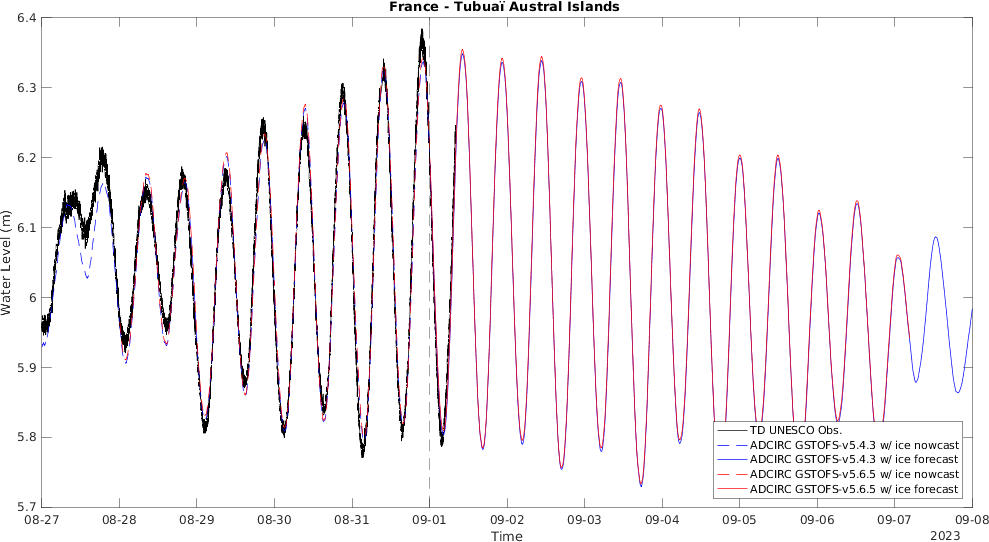 France - Tubuaï Austral Islands
6.4
6.3
6.2
6.1
6
5.9
5.8
5.7
Water Level (m)
TD UNESCO Obs.
ADCIRC GSTOFS-v5.4.3 w/ ice nowcast
ADCIRC GSTOFS-v5.4.3 w/ ice forecast
ADCIRC GSTOFS-v5.6.5 w/ ice nowcast
ADCIRC GSTOFS-v5.6.5 w/ ice forecast
08-27 08-28 08-29 08-30 08-31 09-01 09-02 09-03 09-04 09-05 09-06 09-07 09-08
Time
2023